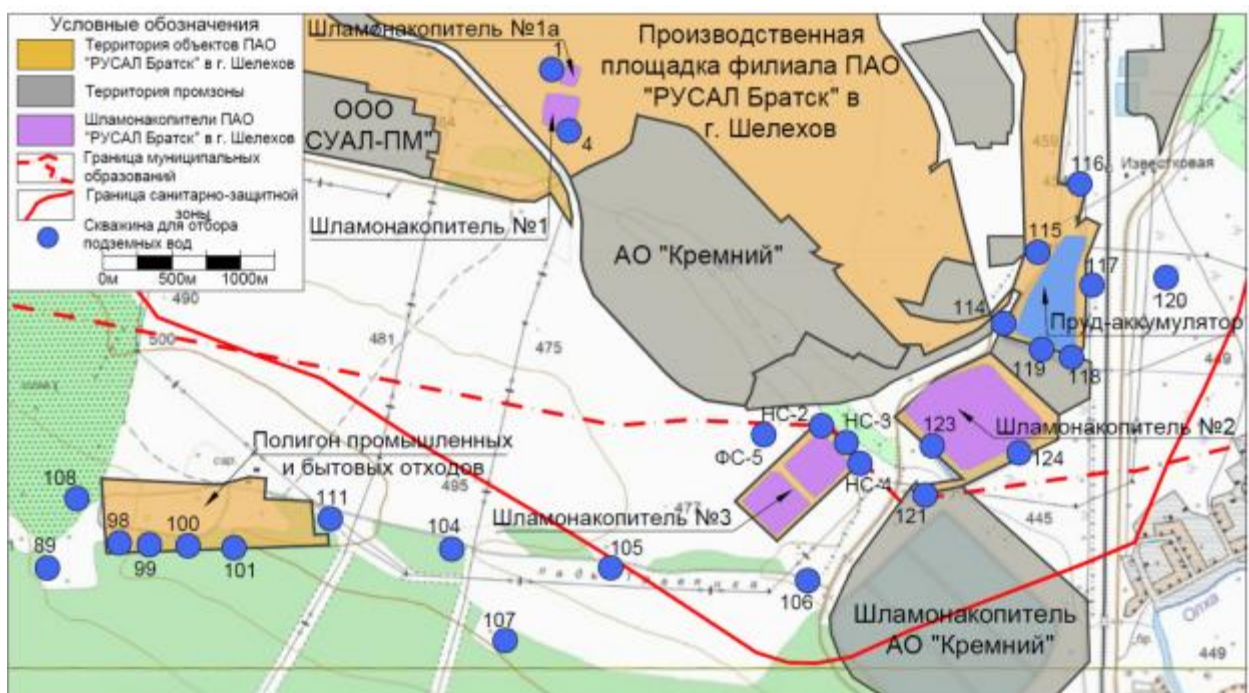 Условные обозначения
Территория объектов ПАО
"РУСАЛ Братск" в г. Шелехов
Территория промзоны
Шламонакопители ПАО
"РУСАЛ Братск" в г. Шелехов
Граница муниципальных
образований
Граница санитарно-защитной
зоны
Скважина для отбора
подземных вод
0м 500м 1000м
Шламонакопитель №1а
1
4
Шламонакопитель №1
ООО
СУАЛ-ПМ"
Производственная
площадка филиала ПАО
"РУСАЛ Братск" в
г. Шелехов
АО "Кремний"
459
116
Известковая
115
117
120
114
Пруд-аккумулятор
119
118
449
490
500
481
475
НС-2
НС-3
ФС-5
НС-4
123
Шламонакопитель №2
124
121
445
Полигон промышленных
и бытовых отходов
495
477
Шламонакопитель №3
108
98
99
100
101
111
89
104
105
106
107
Шламонакопитель
АО "Кремний"
Олха
449